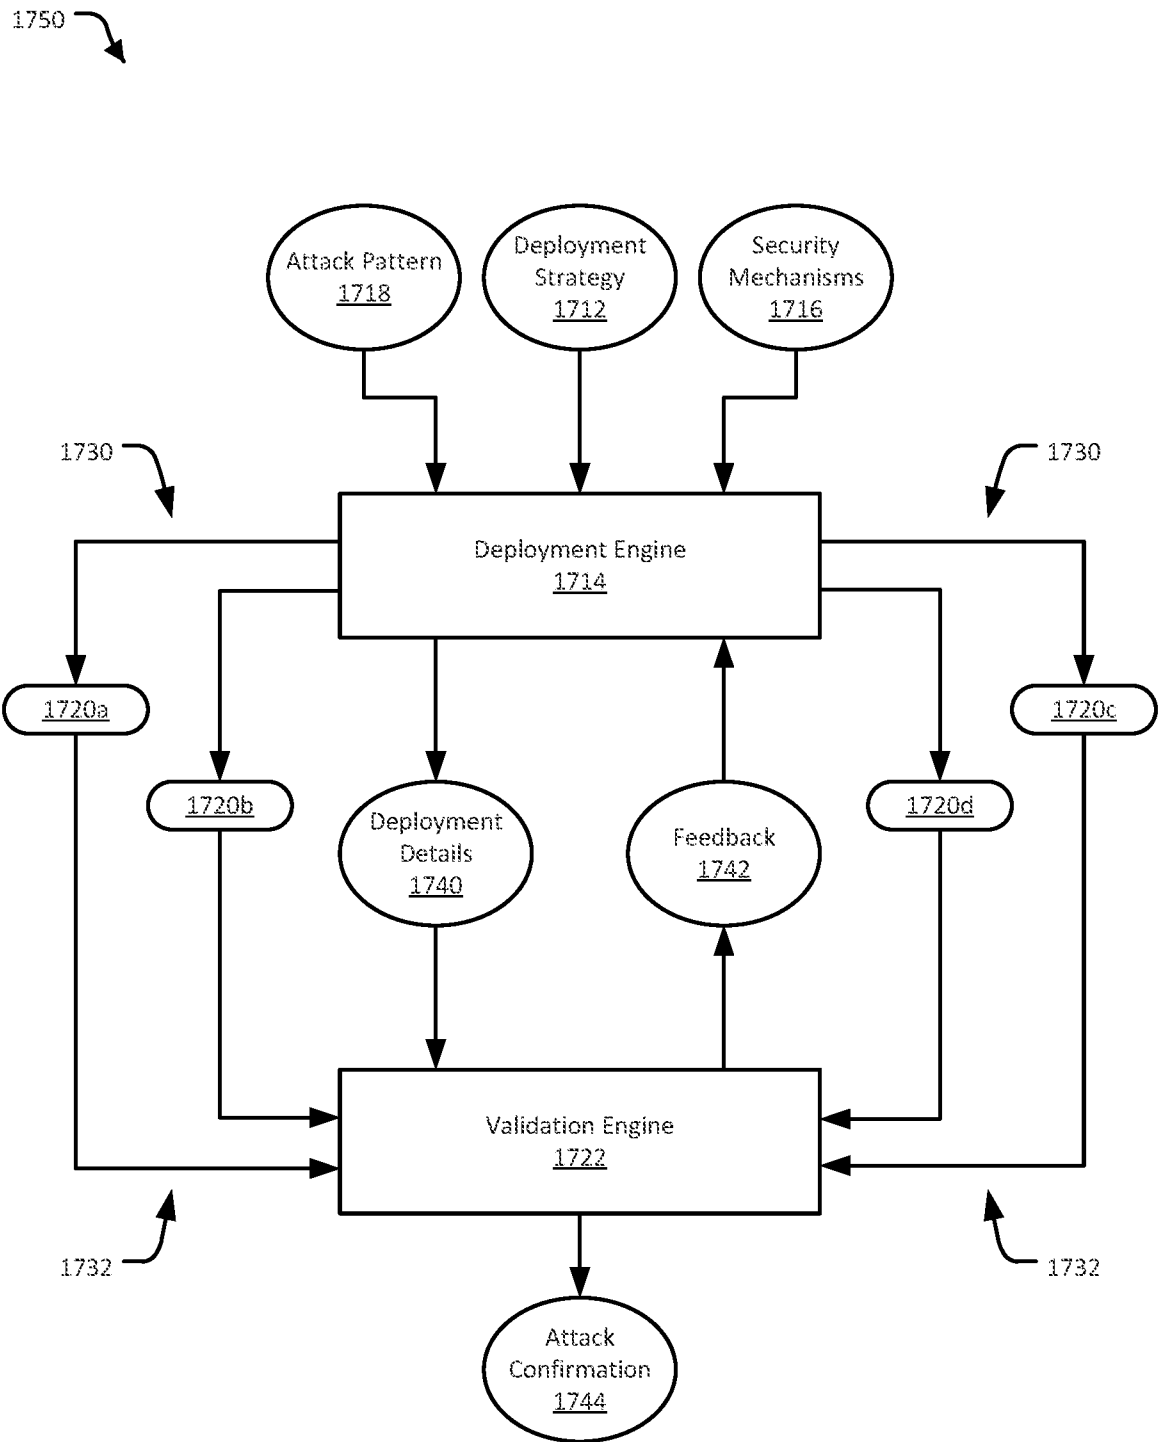 1750
Attack Pattern
1718
Deployment
Strategy
1712
Security
Mechanisms
1716
1730
1730
Deployment Engine
1714
1720a
1720c
1720b
1720d
Deployment
Details
1740
Feedback
1742
Validation Engine
1722
1732
1732
Attack
Confirmation
1744